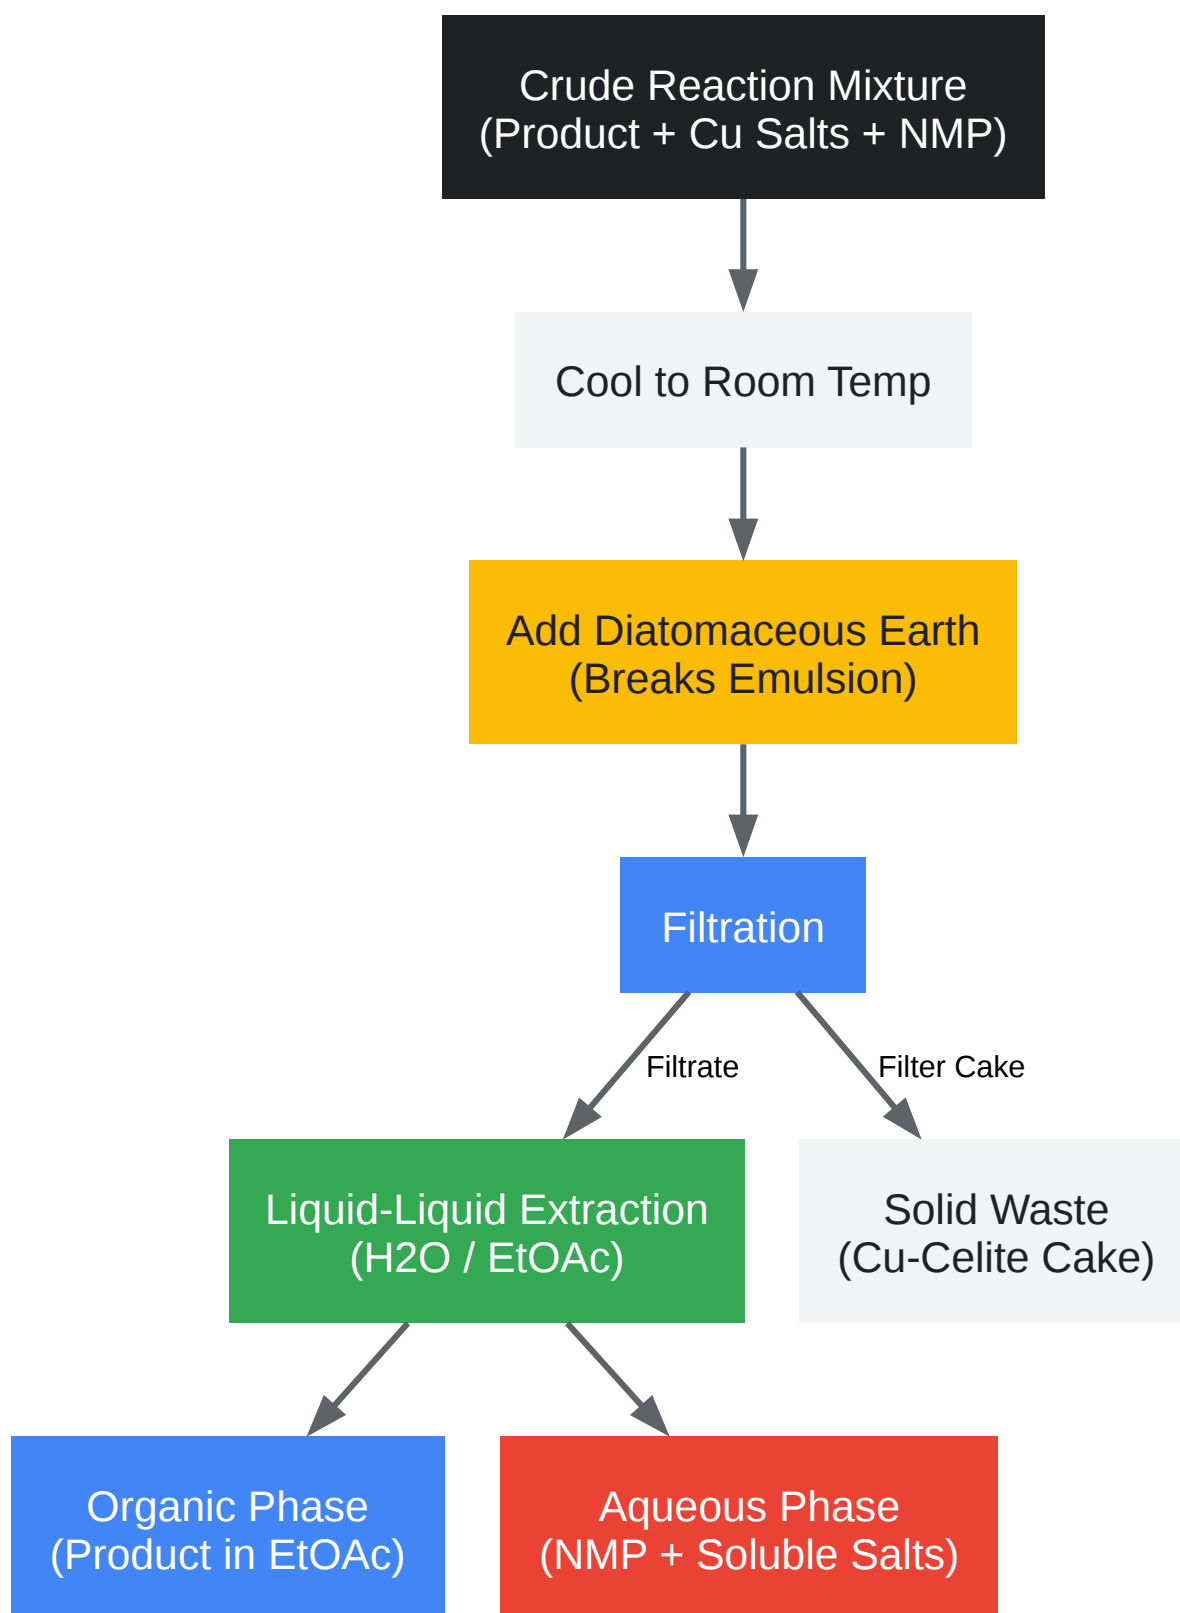 Crude Reaction Mixture
(Product + Cu Salts + NMP)
Cool to Room Temp
Add Diatomaceous Earth
(Breaks Emulsion)
Filtration
Filtrate
Filter Cake
Liquid-Liquid Extraction
(H2O / EtOAc)
Solid Waste
(Cu-Celite Cake)
Organic Phase
(Product in EtOAc)
Aqueous Phase
(NMP + Soluble Salts)